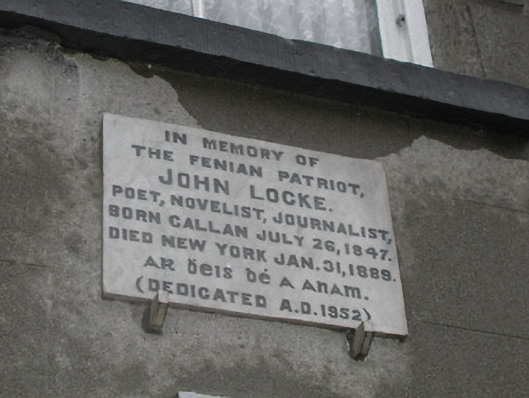 IN MEMORY OF
THE FENIAN PATRIOT,
JOHN LOCKE.
POET, NOVELIST, JOURNALIST,
BORN CALLAN JULY 26, 1847.
DIED NEW YORK JAN. 31, 1889.
AR ḋeis Dé A AnAm.
(DEDICATED A.D. 1952)